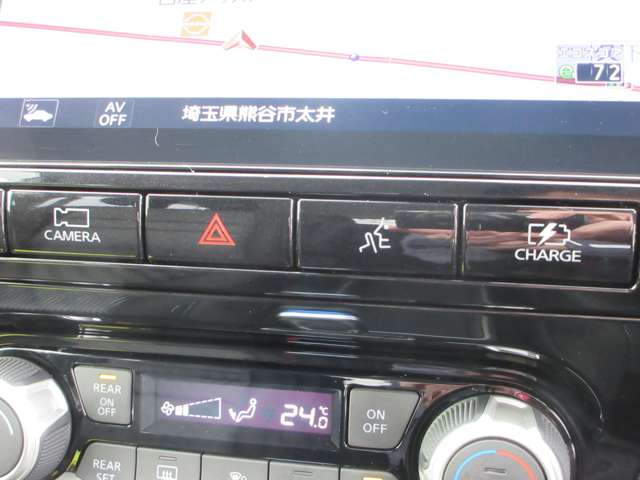 72
AV
OFF
埼玉県熊谷市太井
CAMERA
CHARGE
REAR
ON
OFF
24.0
℃
ON
OFF
REAR
SET